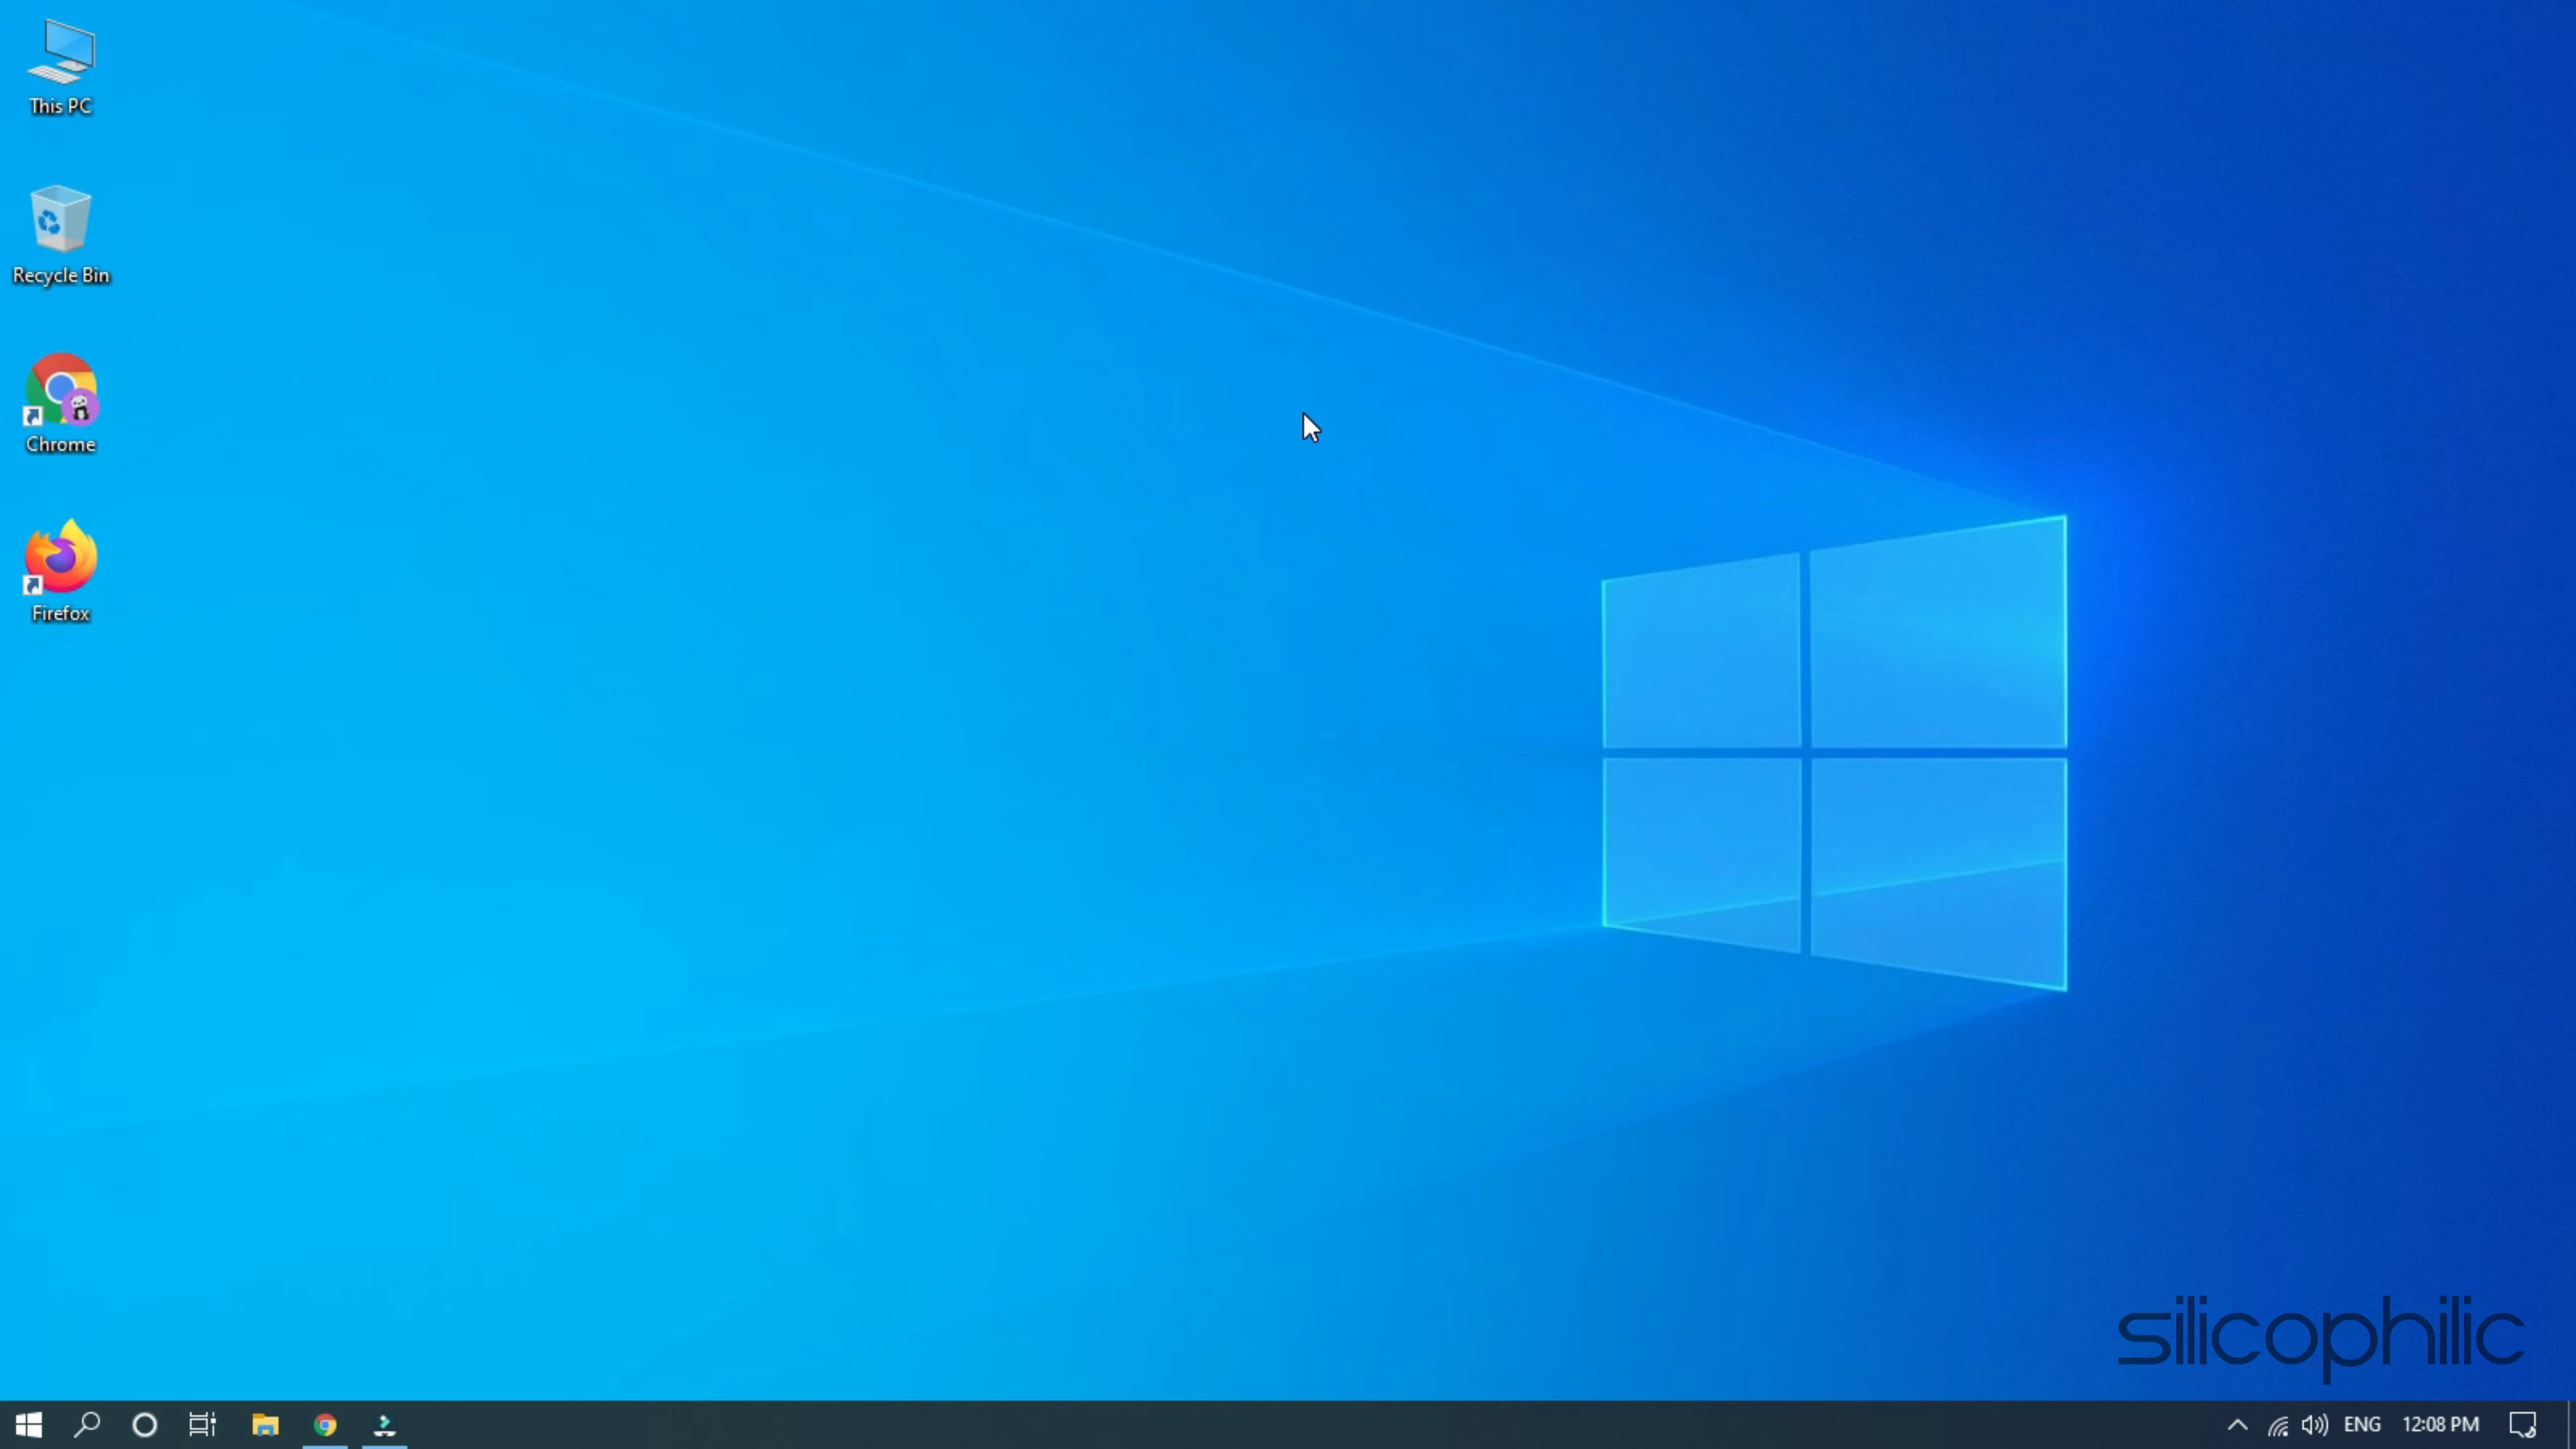 This PC
Recycle Bin
Chrome
Firefox
silicophilic
ENG
12:08 PM